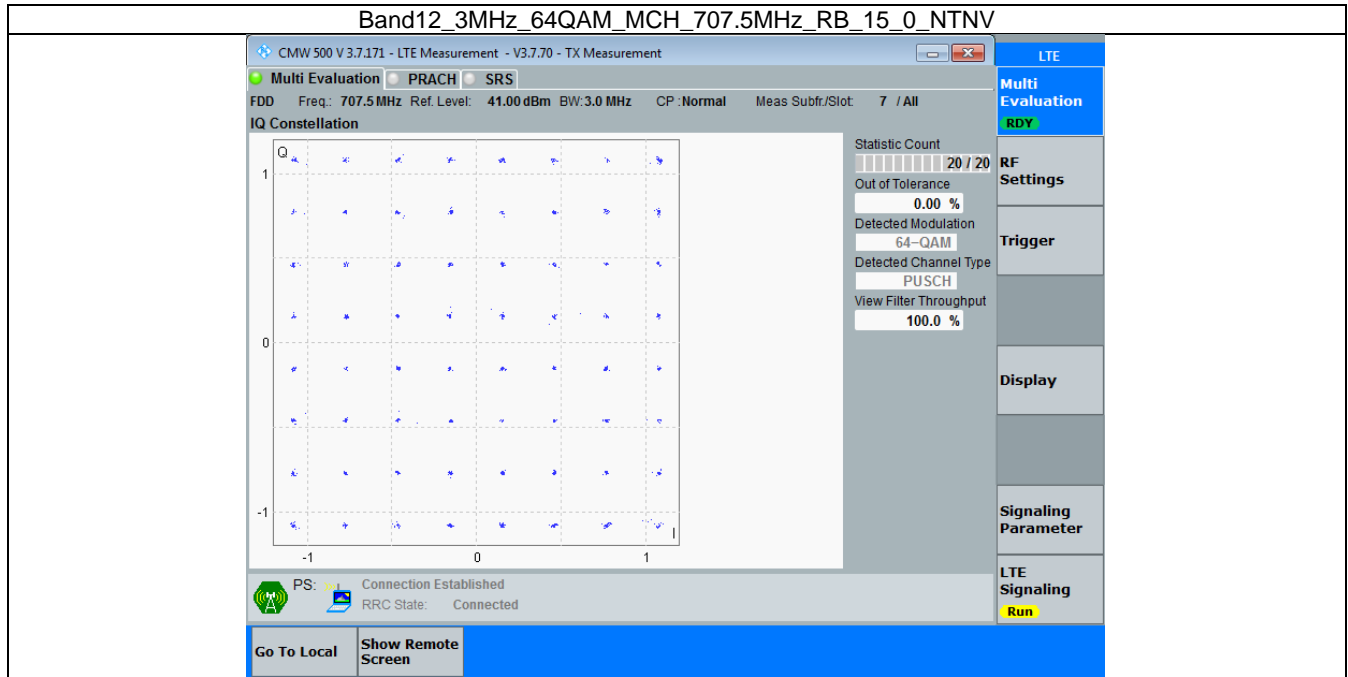 Band12_3MHz_64QAM_MCH_707.5MHz_RB_15_0_NTNV
CMW 500 V 3.7.171 - LTE Measurement - V3.7.70 - TX Measurement
LTE
Multi Evaluation PRACH SRS
Multi
Evaluation
RDY
FDD Freq.: 707.5 MHz Ref. Level: 41.00 dBm BW: 3.0 MHz CP : Normal Meas Subfr./Slot: 7 / All
IQ Constellation
Q
1
0
-1
-1 0 1
I
Statistic Count
20 / 20
Out of Tolerance
0.00 %
Detected Modulation
64-QAM
Detected Channel Type
PUSCH
View Filter Throughput
100.0 %
RF
Settings
Trigger
Display
Signaling
Parameter
LTE
Signaling
Run
PS: Connection Established
RRC State: Connected
Go To Local
Show Remote
Screen